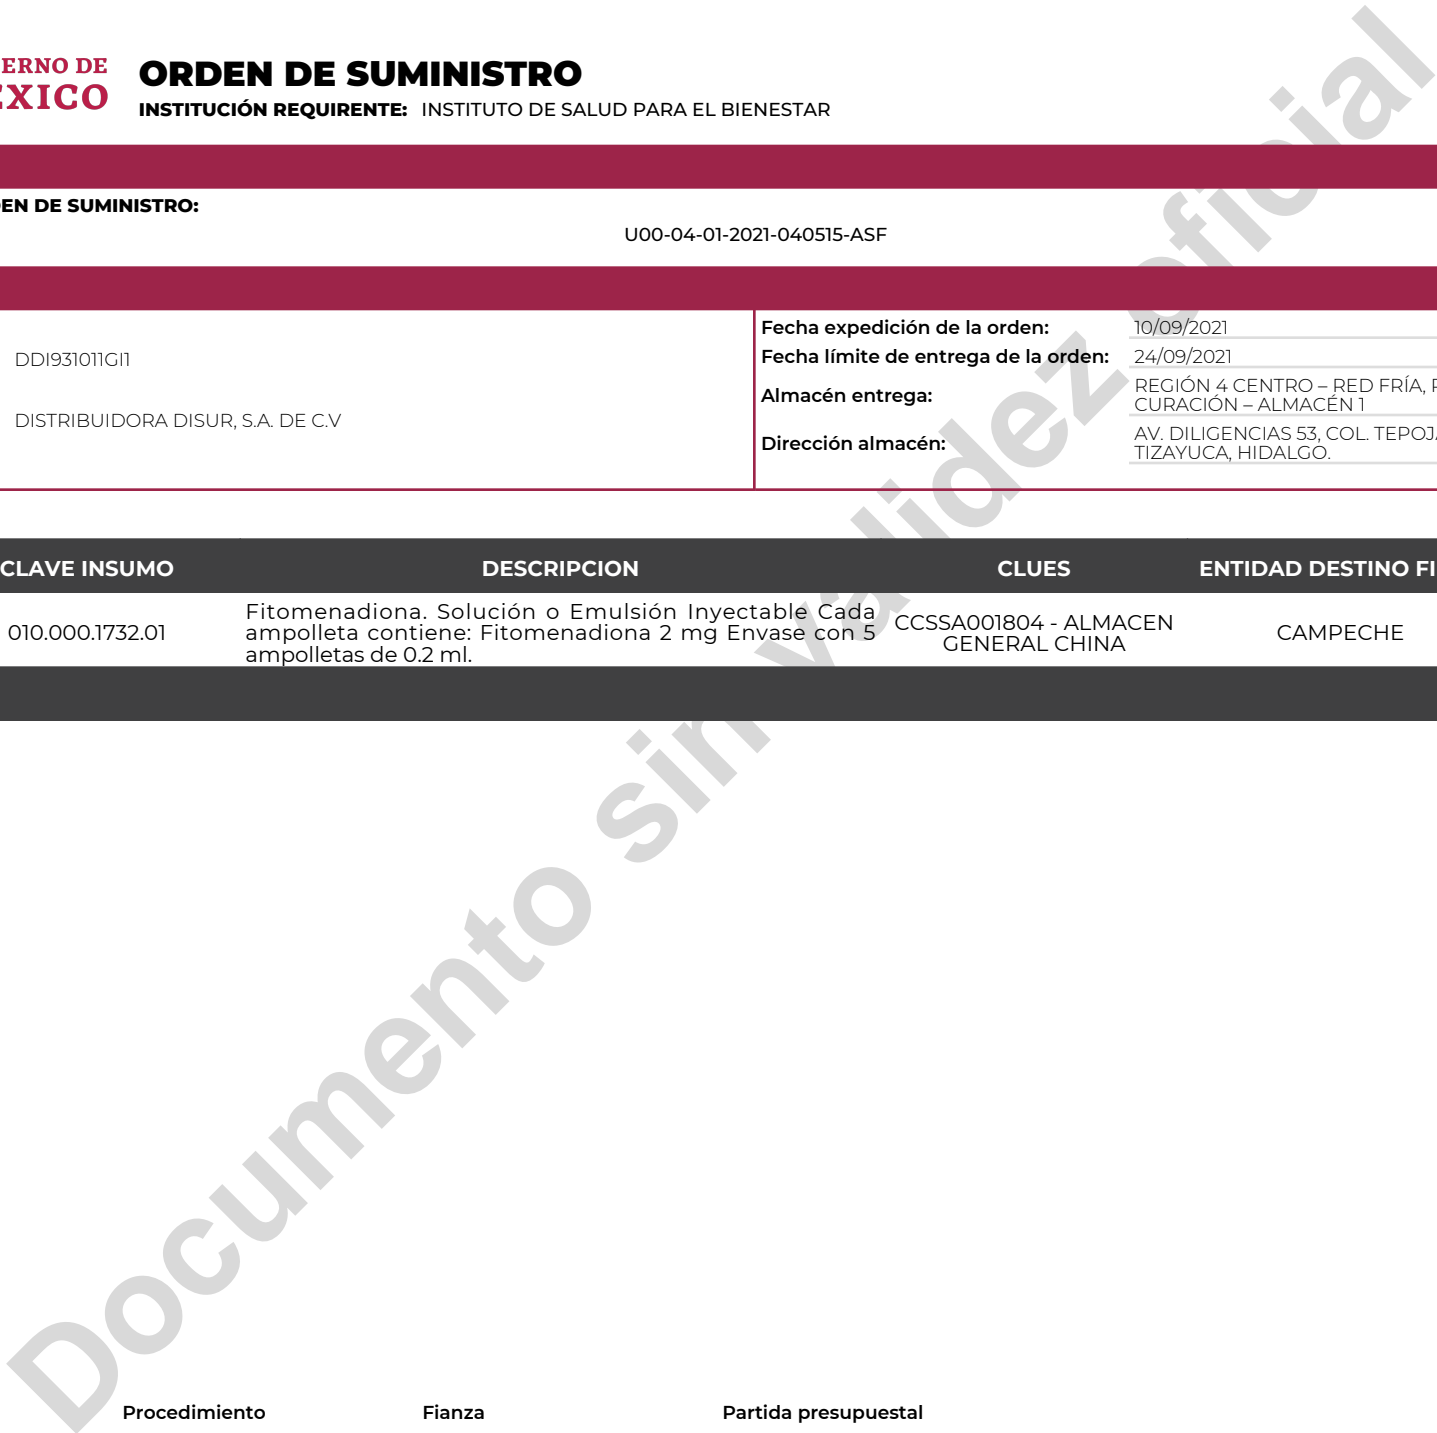 ERNO DE
EXICO
ORDEN DE SUMINISTRO
INSTITUCIÓN REQUIRENTE: INSTITUTO DE SALUD PARA EL BIENESTAR
EN DE SUMINISTRO:
U00-04-01-2021-040515-ASF
DDI931011GI1
DISTRIBUIDORA DISUR, S.A. DE C.V
Fecha expedición de la orden: 10/09/2021
Fecha límite de entrega de la orden: 24/09/2021
Almacén entrega: REGIÓN 4 CENTRO – RED FRÍA,
CURACIÓN – ALMACÉN 1
Dirección almacén: AV. DILIGENCIAS 53, COL. TEPOJA
TIZAYUCA, HIDALGO.
CLAVE INSUMO DESCRIPCION CLUES ENTIDAD DESTINO FI
010.000.1732.01
Fitomenadiona. Solución o Emulsión Inyectable Cada
ampolleta contiene: Fitomenadiona 2 mg Envase con 5
ampolletas de 0.2 ml.
CCSSA001804 - ALMACEN
GENERAL CHINA
CAMPECHE
Documento sin validez oficial
Procedimiento Fianza Partida presupuestal